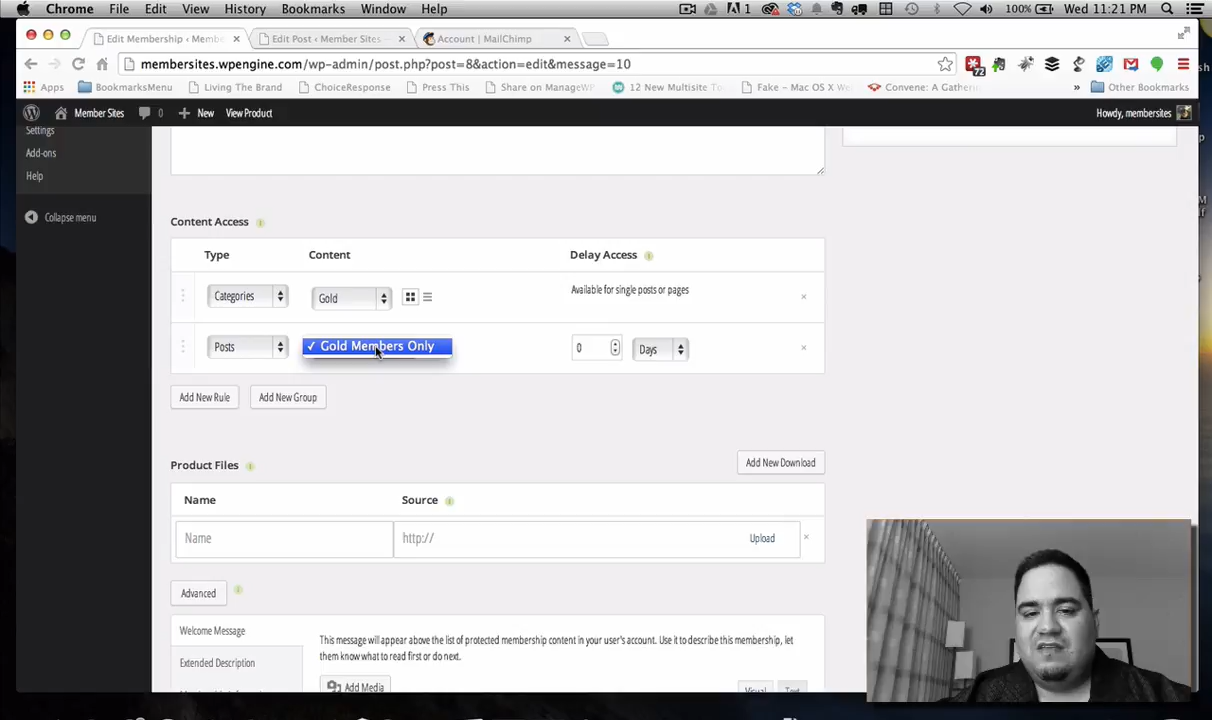 Chrome File Edit View History Bookmarks Window Help
1 100% Wed 11:21 PM
Edit Membership ‹ Membe × Edit Post ‹ Member Sites × Account | MailChimp ×
membersites.wpengine.com/wp-admin/post.php?post=8&action=edit&message=10
72
Apps BookmarksMenu Living The Brand ChoiceResponse Press This Share on ManageWP 12 New Multisite Tu Fake – Mac OS X W Convene: A Gatherin » Other Bookmarks
Member Sites 0 New View Product Howdy, membersites
Settings
Add-ons
Help
Collapse menu
Content Access
Type Content Delay Access
Categories Gold Available for single posts or pages ×
Posts ✓ Gold Members Only 0 Days ×
Add New Rule Add New Group
Product Files Add New Download
Name Source
Name http:// Upload ×
Advanced
Welcome Message
This message will appear above the list of protected membership content in your user's account. Use it to describe this membership, let
them know what to read first or do next.
Extended Description
Add Media
Visual Text